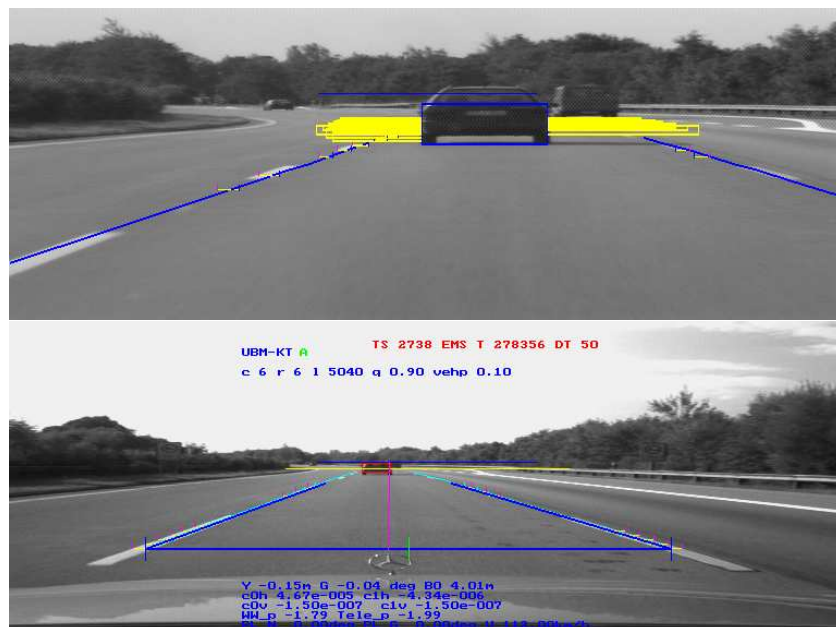 TS 2738 EMS T 278356 DT 50
UBM-KT A
c 6 r 6 l 5040 q 0.90 vehp 0.10
Y -0.15m G -0.04 deg BO 4.01m
c0h 4.67e-005 c1h -4.34e-006
c0v -1.50e-007 c1v -1.50e-007
WW_p -1.79 Tele_p -1.99